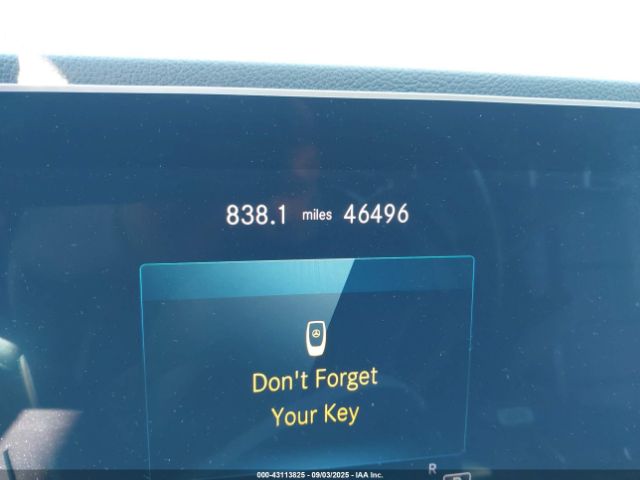 838.1 miles 46496
Don't Forget
Your Key
R
P
000-43113825 - 09/03/2025 - IAA Inc.